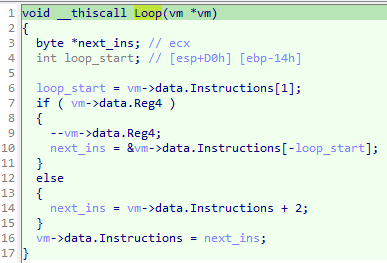 1 void __thiscall Loop(vm *vm)
2 {
3 byte *next_ins; // ecx
4 int loop_start; // [esp+D0h] [ebp-14h]
5
6 loop_start = vm->data.Instructions[1];
7 if ( vm->data.Reg4 )
8 {
9 --vm->data.Reg4;
10 next_ins = &vm->data.Instructions[-loop_start];
11 }
12 else
13 {
14 next_ins = vm->data.Instructions + 2;
15 }
16 vm->data.Instructions = next_ins;
17 }